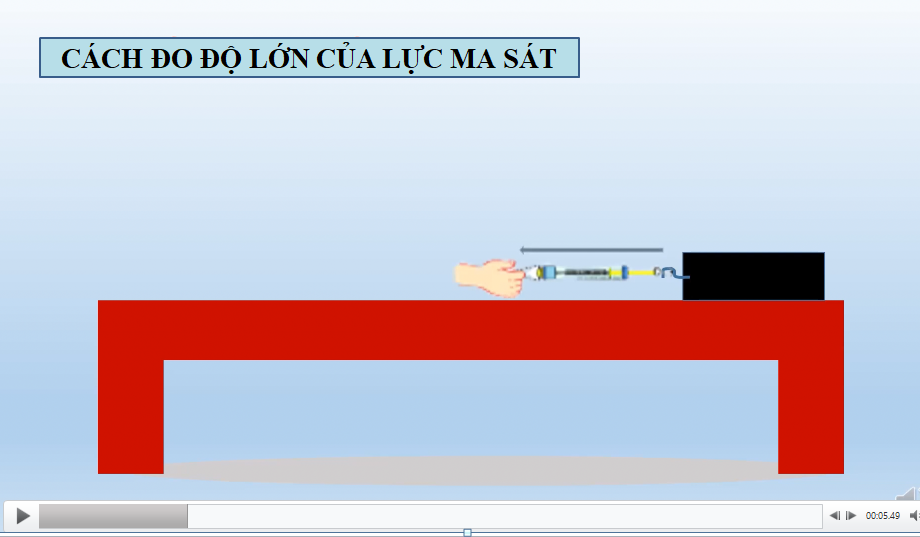 CÁCH ĐO ĐỘ LỚN CỦA LỰC MA SÁT
00:05.49